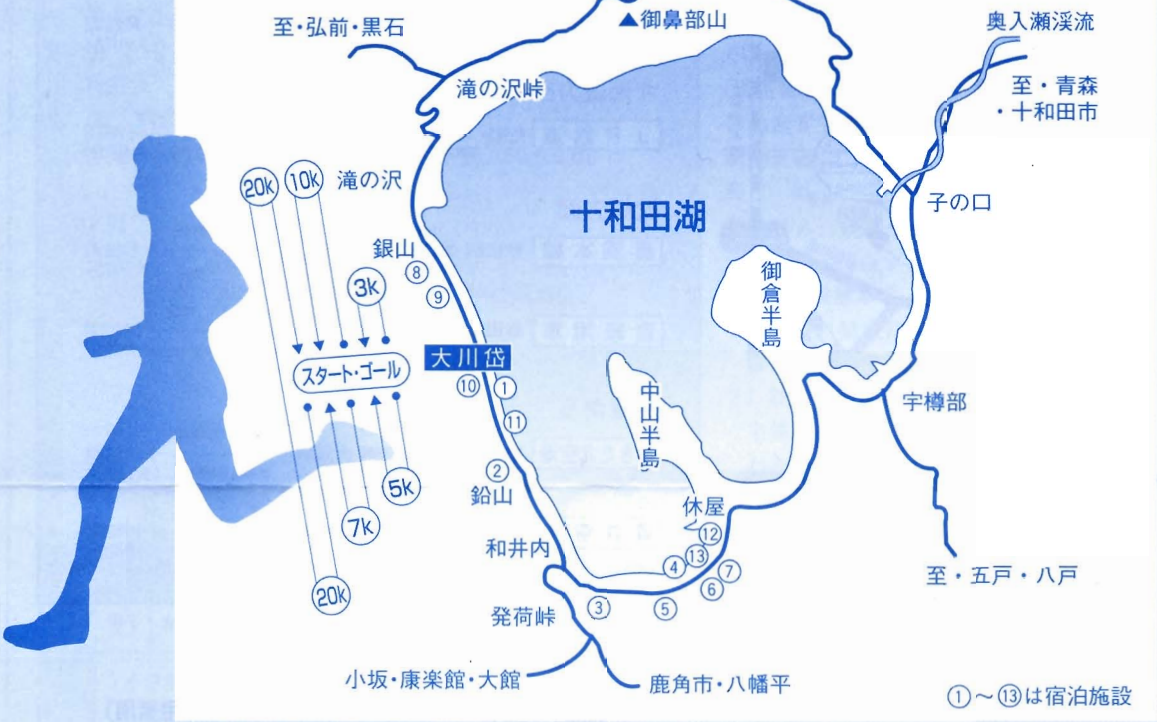 至・弘前・黒石
▲御鼻部山
奥入瀬渓流
至・青森
・十和田市
滝の沢峠
20k
10k
滝の沢
子の口
十和田湖
銀山
⑧
⑨
3k
御倉半島
スタート・ゴール
大川岱
⑩
①
⑪
中山半島
宇樽部
②
鉛山
5k
7k
20k
休屋
⑫
⑬
④
⑦
⑥
和井内
③
⑤
発荷峠
至・五戸・八戸
小坂・康楽館・大館
鹿角市・八幡平
①～⑬は宿泊施設